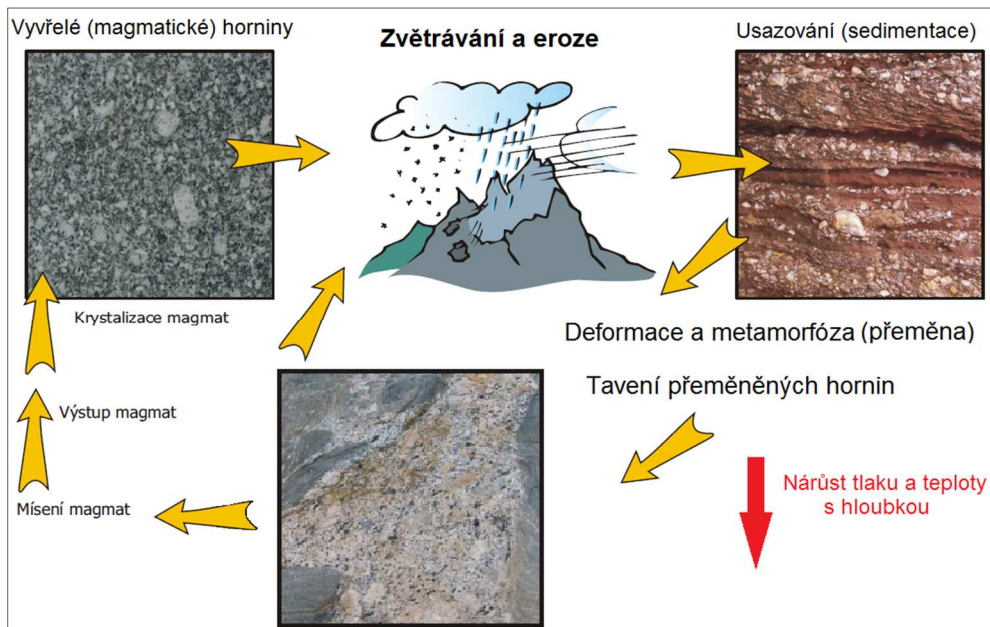 Vyvřelé (magmatické) horniny
Zvětrávání a eroze
Usazování (sedimentace)
Krystalizace magmat
Deformace a metamorfóza (přeměna)
Tavení přeměněných hornin
Výstup magmat
Nárůst tlaku a teploty
s hloubkou
Mísení magmat